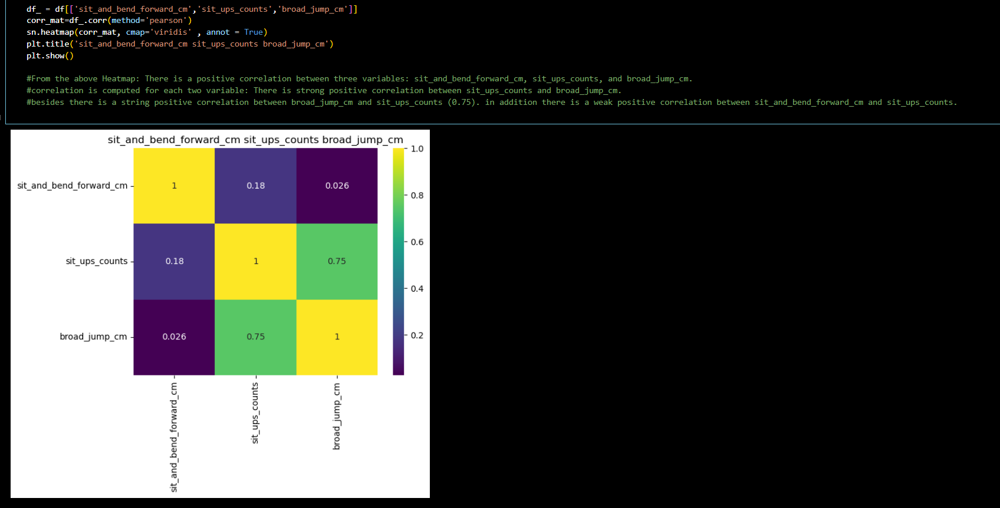 df_ = df[['sit_and_bend_forward_cm','sit_ups_counts','broad_jump_cm']]
corr_mat=df_.corr(method='pearson')
sn.heatmap(corr_mat, cmap='viridis' , annot = True)
plt.title('sit_and_bend_forward_cm sit_ups_counts broad_jump_cm')
plt.show()
#From the above Heatmap: There is a positive correlation between three variables: sit_and_bend_forward_cm, sit_ups_counts, and broad_jump_cm.
#correlation is computed for each two variable: There is strong positive correlation between sit_ups_counts and broad_jump_cm.
#besides there is a string positive correlation between broad_jump_cm and sit_ups_counts (0.75). in addition there is a weak positive correlation between sit_and_bend_forward_cm and sit_ups_counts.
sit_and_bend_forward_cm sit_ups_counts broad_jump_cm
sit_and_bend_forward_cm
1
0.18
0.026
sit_ups_counts
0.18
1
0.75
broad_jump_cm
0.026
0.75
1
sit_and_bend_forward_cm
sit_ups_counts
broad_jump_cm
1.0
0.8
0.6
0.4
0.2